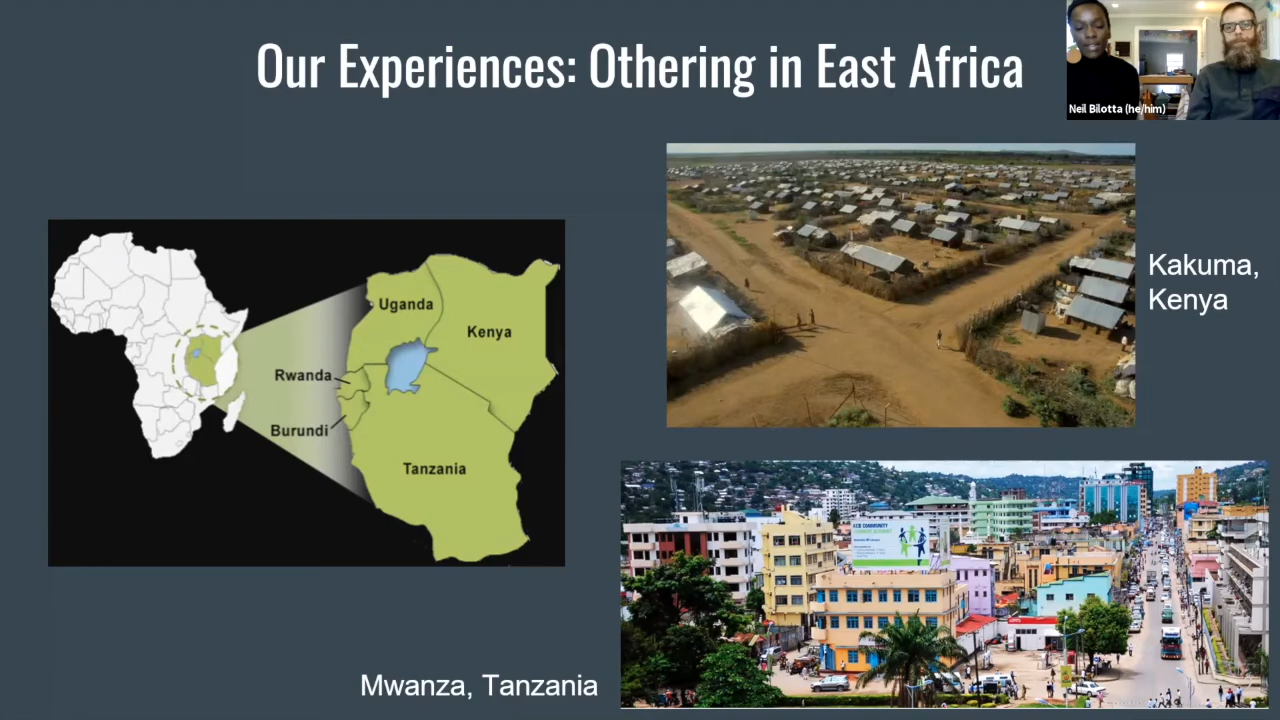 Our Experiences: Othering in East Africa
Neil Bilotta (he/him)
Uganda
Kenya
Rwanda
Burundi
Tanzania
Kakuma,
Kenya
COMMUNITY
Mwanza, Tanzania